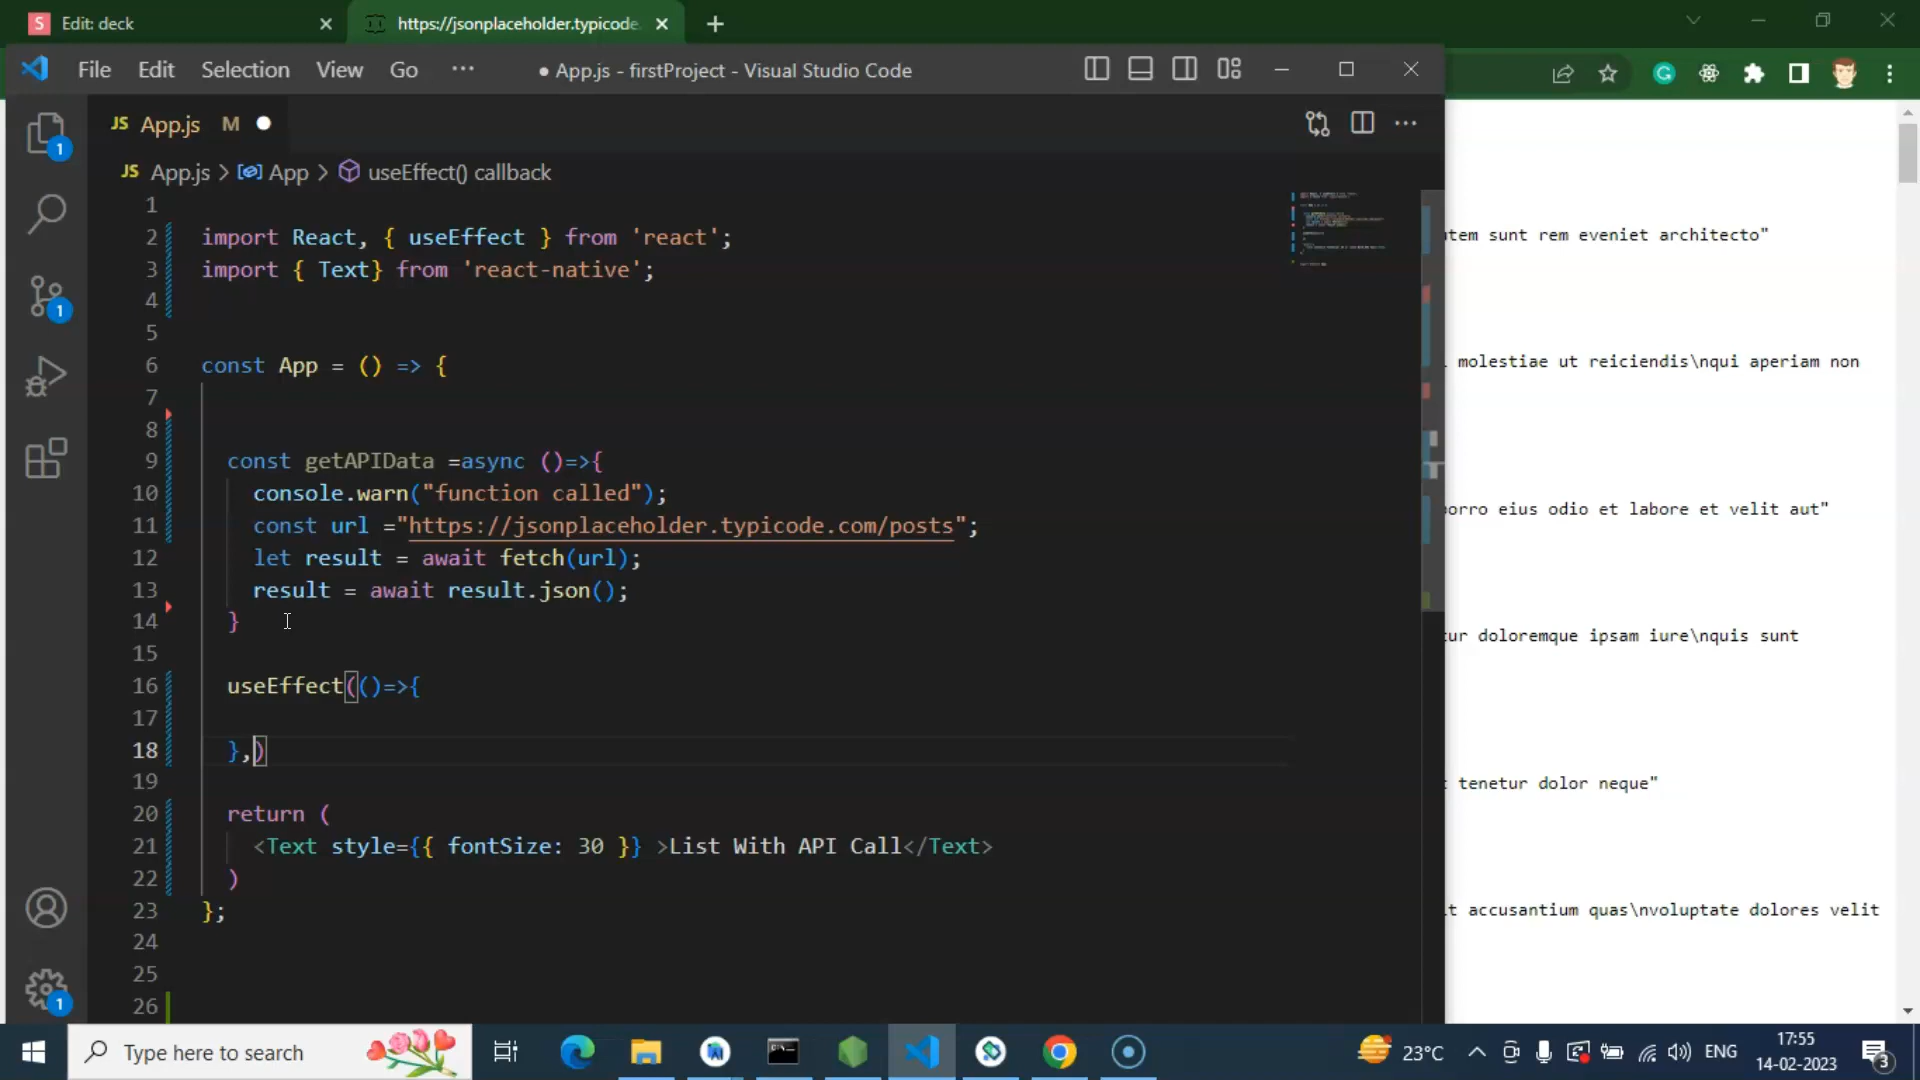 S Edit: deck
https://jsonplaceholder.typicode.
File Edit Selection View Go ··· ● App.js - firstProject - Visual Studio Code
JS App.js M
JS App.js > App > useEffect() callback
1
2 import React, { useEffect } from 'react';
3 import { Text} from 'react-native';
4
5
6 const App = () => {
7
8
9 const getAPIData =async ()=>{
10 console.warn("function called");
11 const url ="https://jsonplaceholder.typicode.com/posts";
12 let result = await fetch(url);
13 result = await result.json();
14 }
15
16 useEffect(()=>{
17
18 },)
19
20 return (
21 <Text style={{ fontSize: 30 }} >List With API Call</Text>
22 )
23 };
24
25
26
1
1
1
tem sunt rem eveniet architecto"
molestiae ut reiciendis\nqui aperiam non
orro eius odio et labore et velit aut"
ur doloremque ipsam iure\nquis sunt
tenetur dolor neque"
t accusantium quas\nvoluptate dolores velit
Type here to search
23°C
ENG
17:55
14-02-2023
3